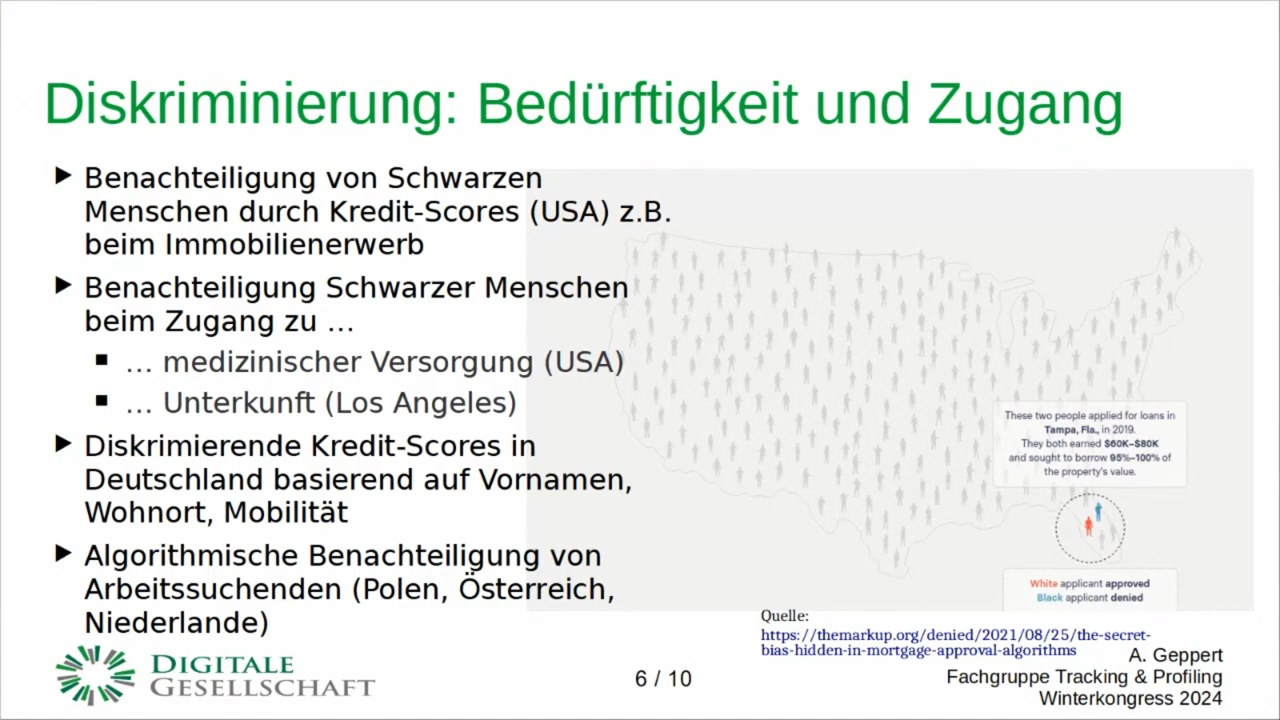 Diskriminierung: Bedürftigkeit und Zugang
Benachteiligung von Schwarzen
Menschen durch Kredit-Scores (USA) z.B.
beim Immobilienerwerb
Benachteiligung Schwarzer Menschen
beim Zugang zu …
… medizinischer Versorgung (USA)
… Unterkunft (Los Angeles)
Diskrimierende Kredit-Scores in
Deutschland basierend auf Vornamen,
Wohnort, Mobilität
Algorithmische Benachteiligung von
Arbeitssuchenden (Polen, Österreich,
Niederlande)
These two people applied for loans in
Tampa, Fla., in 2019.
They both earned $60K–$80K
and sought to borrow 95%–100% of
the property's value.
White applicant approved
Black applicant denied
Quelle:
https://themarkup.org/denied/2021/08/25/the-secret-
bias-hidden-in-mortgage-approval-algorithms
DIGITALE
GESELLSCHAFT
6 / 10
A. Geppert
Fachgruppe Tracking & Profiling
Winterkongress 2024